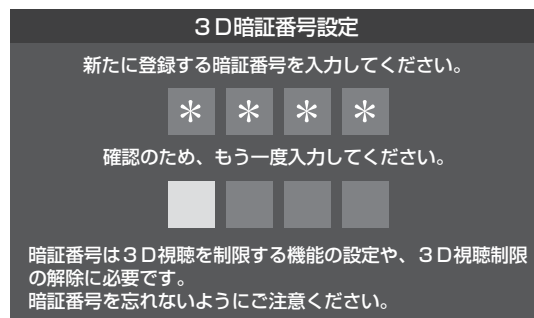 ３Ｄ暗証番号設定
新たに登録する暗証番号を入力してください。
＊ ＊ ＊ ＊
確認のため、もう一度入力してください。
暗証番号は３Ｄ視聴を制限する機能の設定や、３Ｄ視聴制限
の解除に必要です。
暗証番号を忘れないようにご注意ください。